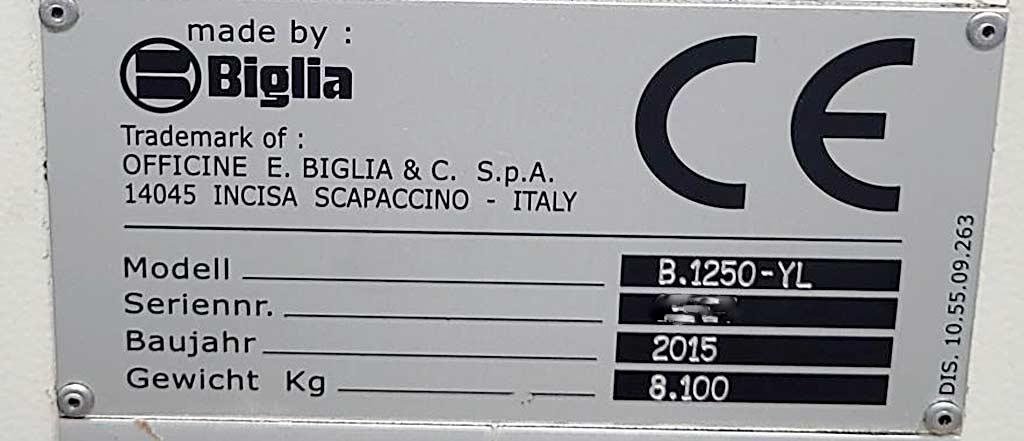 made by :
Biglia
Trademark of :
OFFICINE E. BIGLIA & C. S.p.A.
14045 INCISA SCAPACCINO - ITALY
CE
Modell B.1250-YL
Seriennr.
Baujahr 2015
Gewicht Kg 8.100
DIS. 10.55.09.263